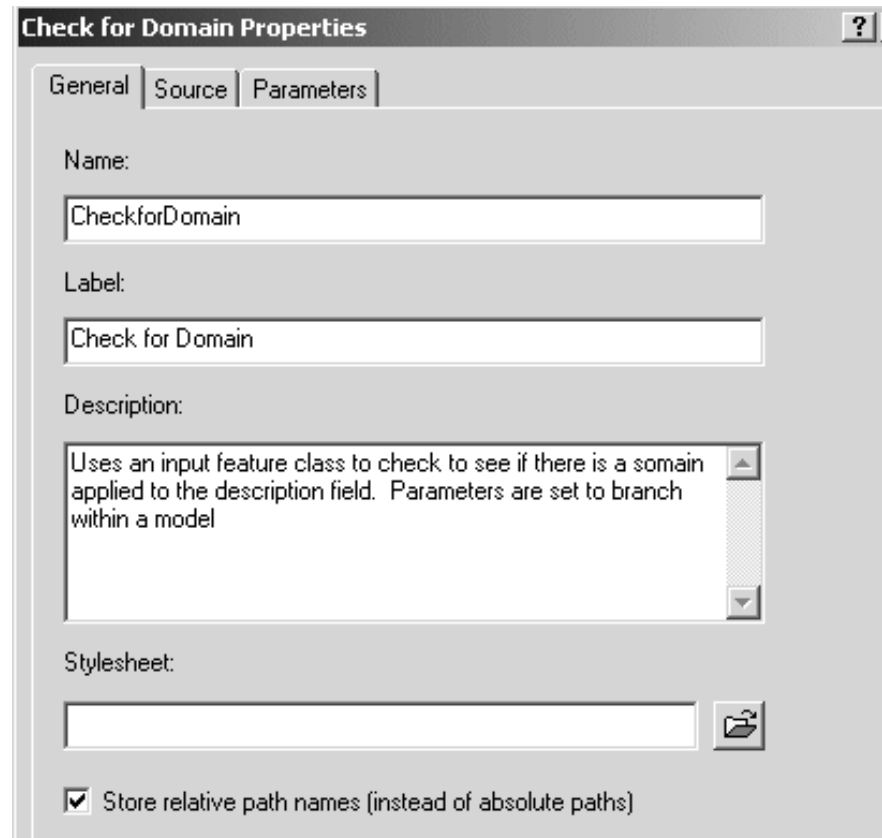 Check for Domain Properties
?
General Source Parameters
Name:
CheckforDomain
Label:
Check for Domain
Description:
Uses an input feature class to check to see if there is a somain
applied to the description field.  Parameters are set to branch
within a model
Stylesheet:
Store relative path names (instead of absolute paths)